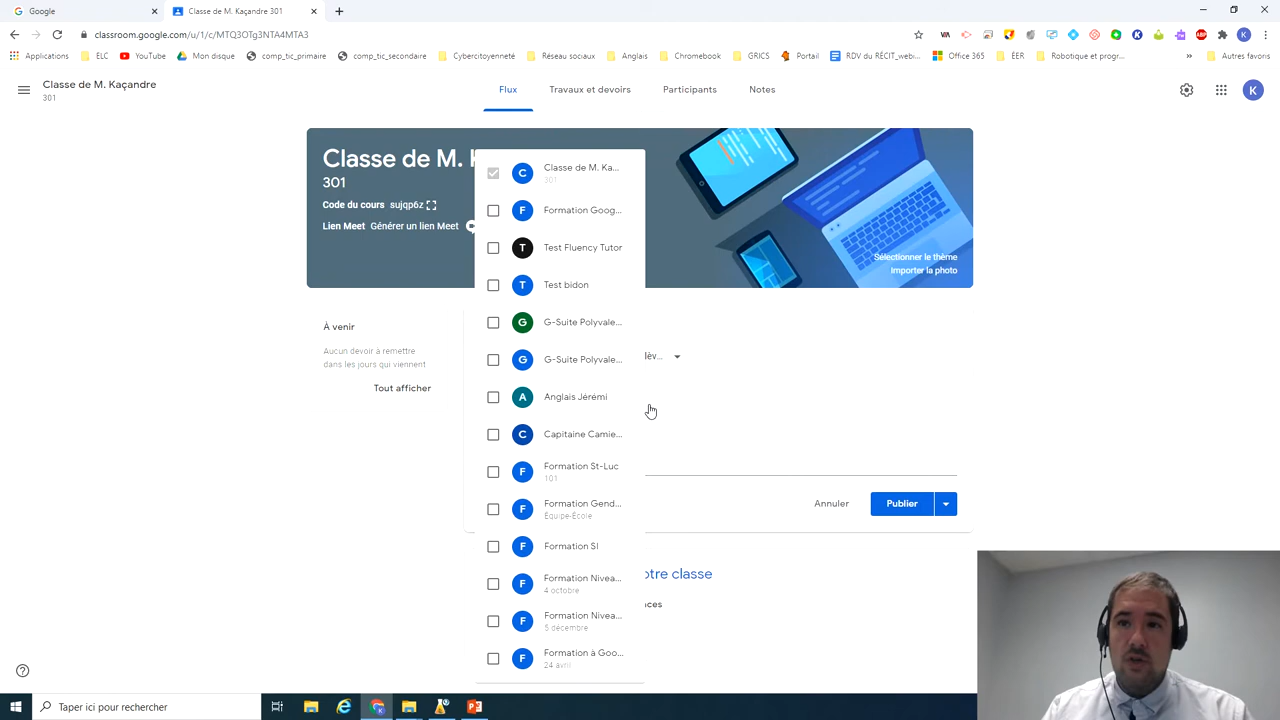 Google
Classe de M. Kaçandre 301
classroom.google.com/u/1/c/MTQ3OTg3NTA4MTA3
Applications
ELC
YouTube
Mon disque
comp_tic_primaire
comp_tic_secondaire
Cybercitoyenneté
Réseau sociaux
Anglais
Chromebook
GRICS
Portail
RDV du RÉCIT_web...
Office 365
ÉER
Robotique et progr...
»
Autres favoris
Classe de M. Kaçandre
301
Flux
Travaux et devoirs
Participants
Notes
K
Classe de M. K
301
Code du cours sujqp6z
Lien Meet Générer un lien Meet
Sélectionner le thème
Importer la photo
C Classe de M. Ka...
301
F Formation Goog...
T Test Fluency Tutor
T Test bidon
G G-Suite Polyvale...
G G-Suite Polyvale...
A Anglais Jérémi
C Capitaine Camie...
F Formation St-Luc
101
F Formation Gend...
Équipe-École
F Formation SI
F Formation Nivea...
4 octobre
F Formation Nivea...
5 décembre
F Formation à Goo...
24 avril
À venir
Aucun devoir à remettre
dans les jours qui viennent
Tout afficher
lèv...
Annuler
Publier
otre classe
nces
Taper ici pour rechercher